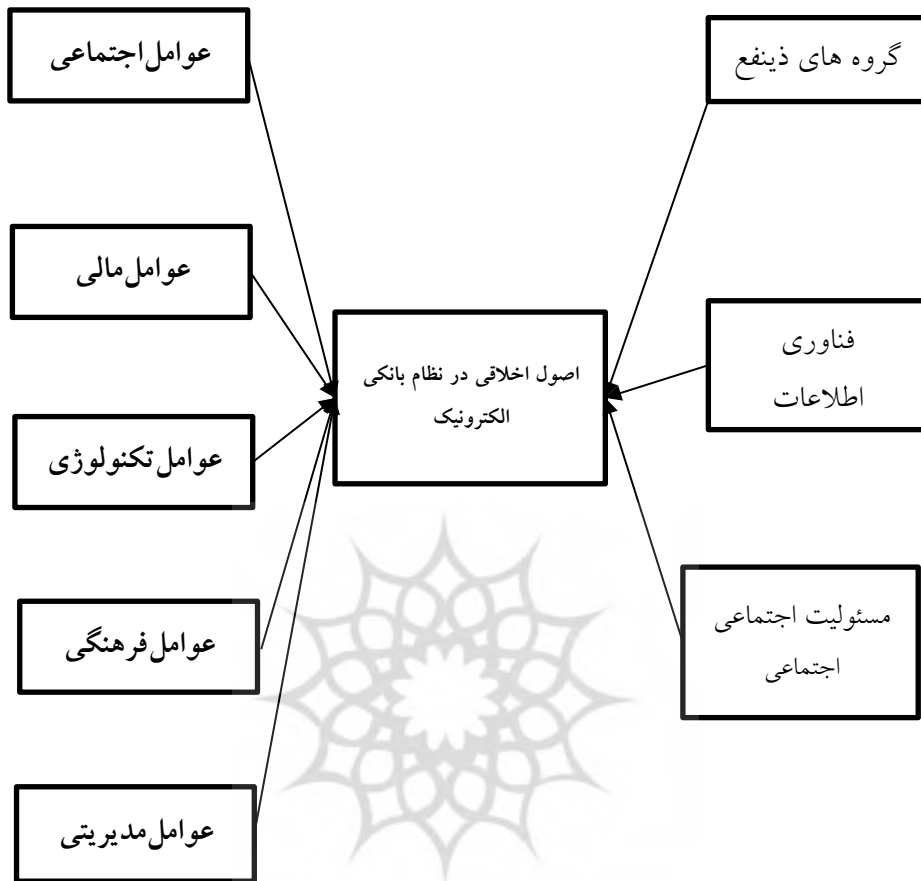 گروه های ذینفع
عوامل اجتماعی
عوامل مالی
فناوری
اطلاعات
اصول اخلاقی در نظام بانکی
الکترونیک
عوامل تکنولوژی
مسئولیت اجتماعی
اجتماعی
عوامل فرهنگی
عوامل مدیریتی